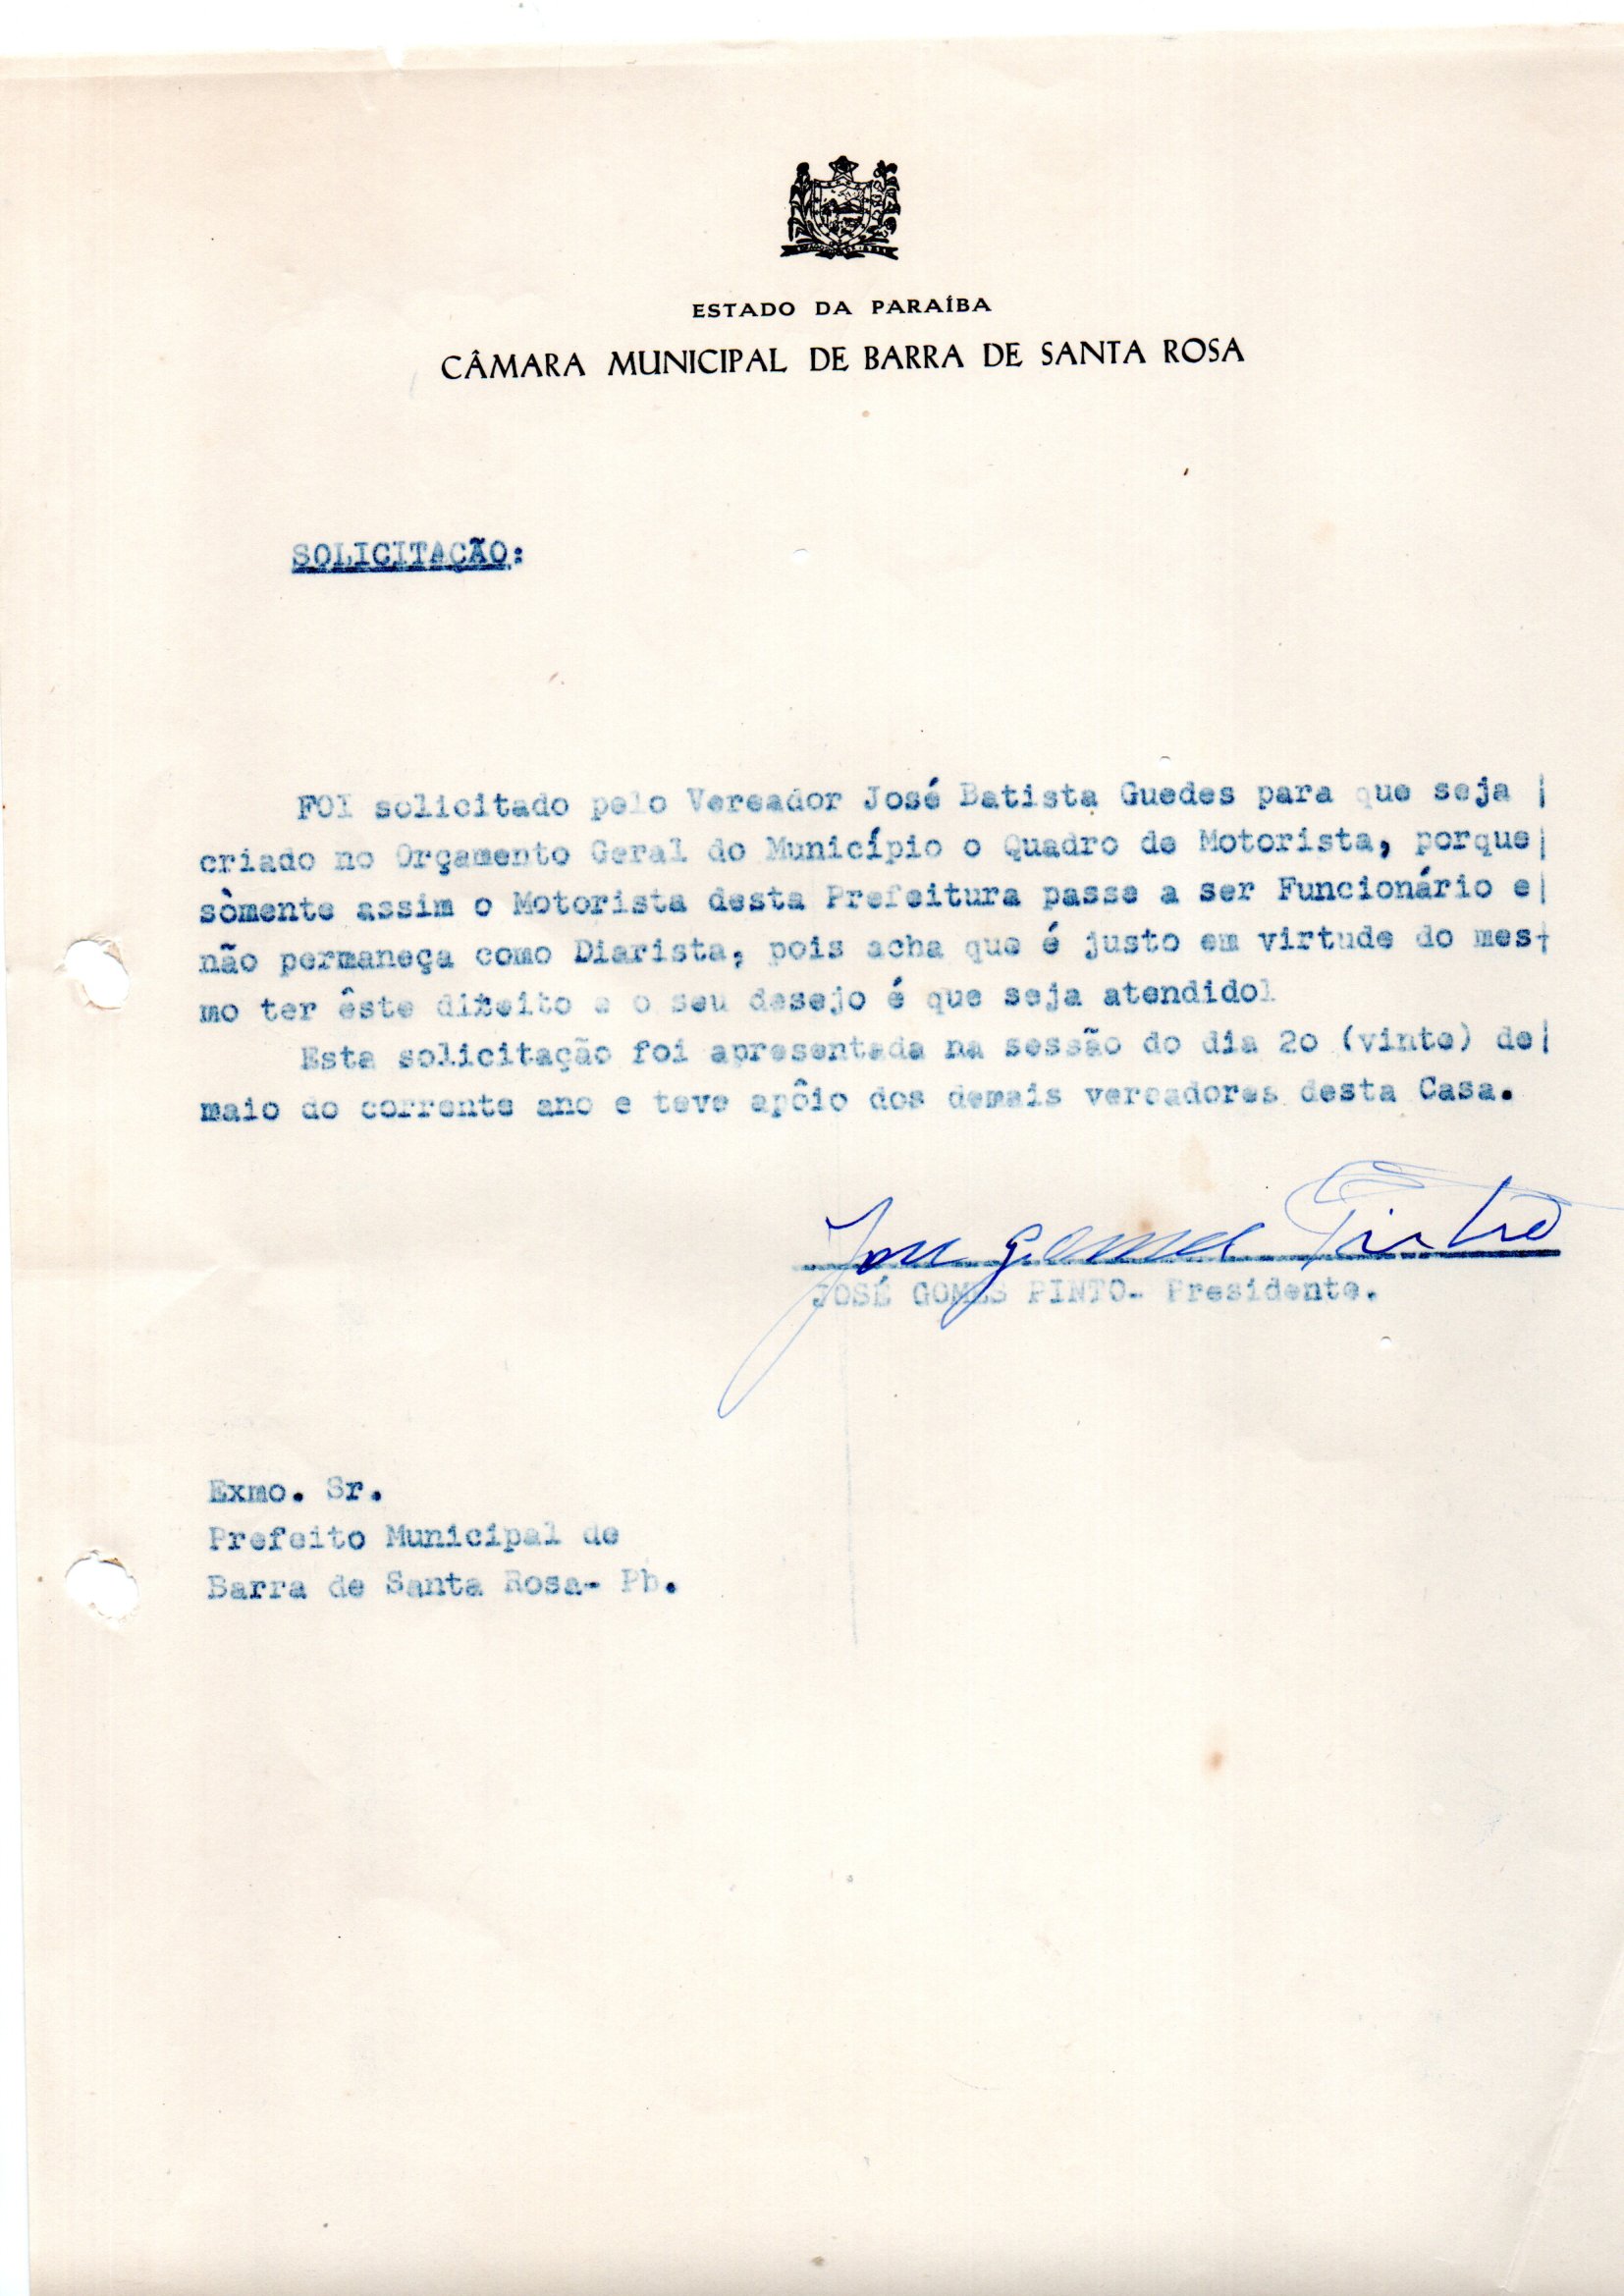 ESTADO DA PARAÍBA
CÂMARA MUNICIPAL DE BARRA DE SANTA ROSA
SOLICITAÇÃO:
FOI solicitado pelo Vereador José Batista Guedes para que seja |
criado no Orçamento Geral do Município o Quadro de Motorista, porque|
sòmente assim o Motorista desta Prefeitura passe a ser Funcionário e|
não permaneça como Diarista, pois acha que é justo em virtude do mes-
mo ter êste direito e o seu desejo é que seja atendidol
Esta solicitação foi apresentada na sessão do dia 2o (vinte) de|
maio do corrente ano e teve apôio dos demais vereadores desta Casa.
Jose Gomes Pinto
JOSÉ GOMES PINTO- Presidente.
Exmo. Sr.
Prefeito Municipal de
Barra de Santa Rosa- Pb.